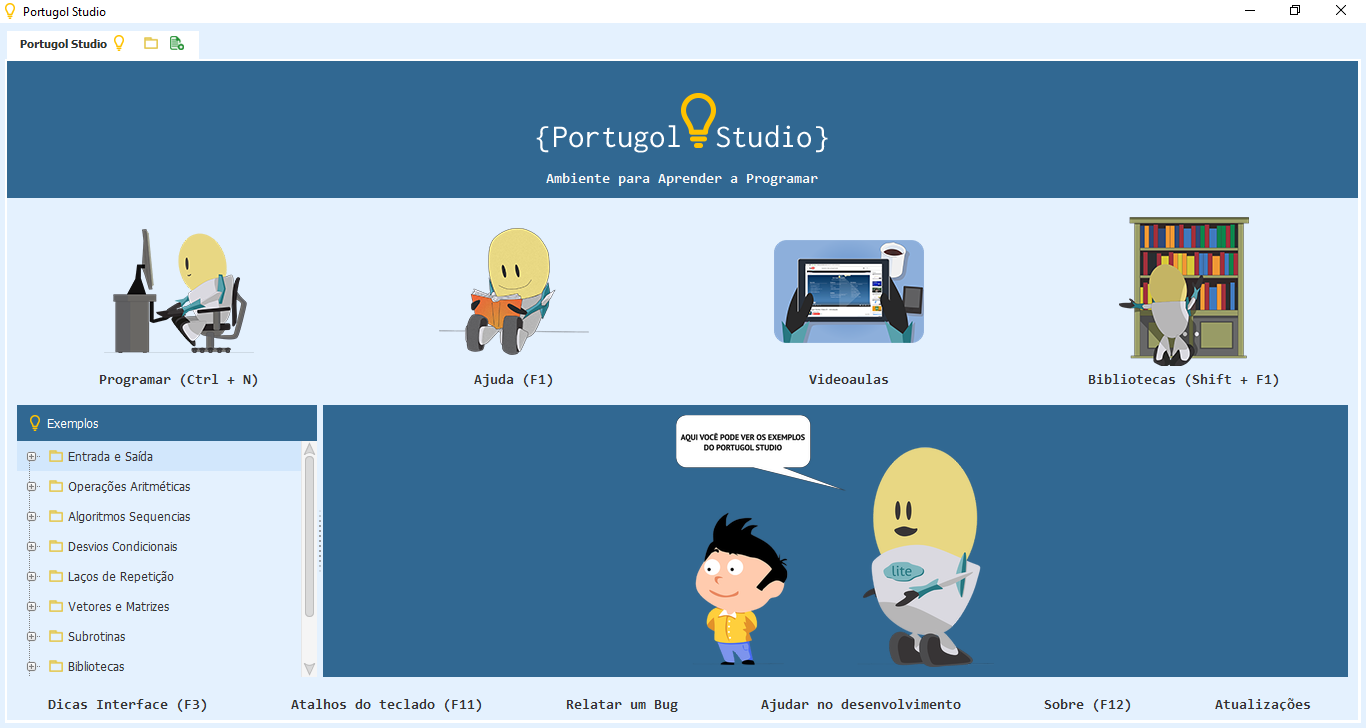 Portugol Studio
Portugol Studio
{Portugol Studio}
Ambiente para Aprender a Programar
Programar (Ctrl + N)
Ajuda (F1)
Videoaulas
Bibliotecas (Shift + F1)
Exemplos
Entrada e Saída
Operações Aritméticas
Algoritmos Sequencias
Desvios Condicionais
Laços de Repetição
Vetores e Matrizes
Subrotinas
Bibliotecas
AQUI VOCÊ PODE VER OS EXEMPLOS
DO PORTUGOL STUDIO
lite
Dicas Interface (F3)
Atalhos do teclado (F11)
Relatar um Bug
Ajudar no desenvolvimento
Sobre (F12)
Atualizações